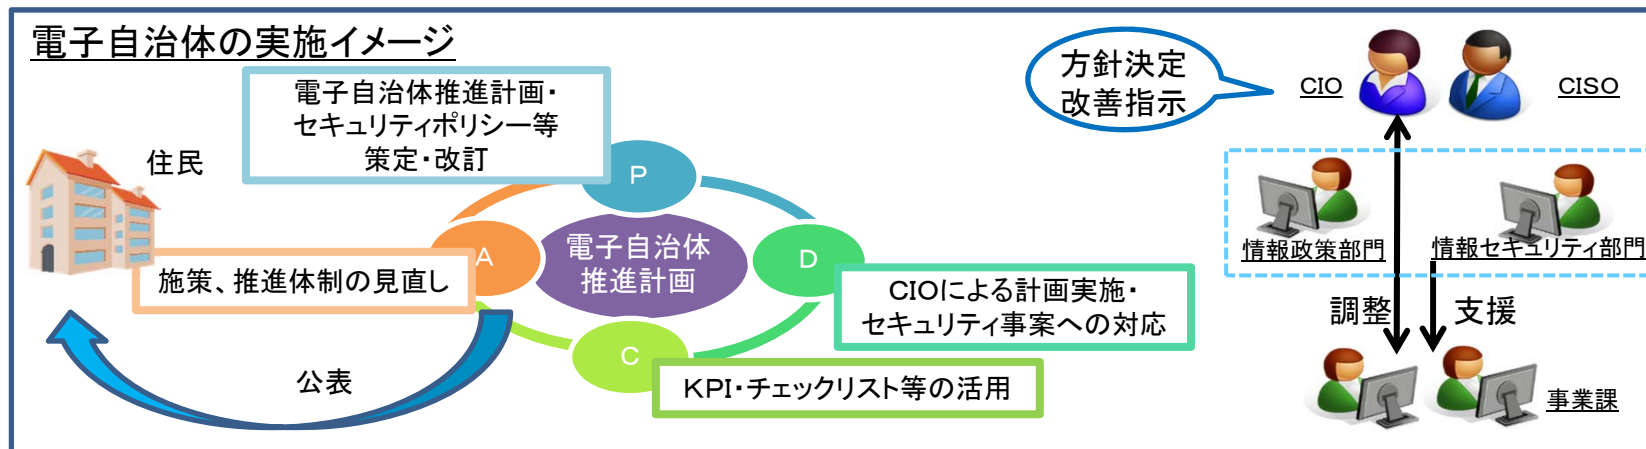 電子自治体の実施イメージ
電子自治体推進計画・
セキュリティポリシー等
策定・改訂
住民
P
A
電子自治体
推進計画
D
施策、推進体制の見直し
CIOによる計画実施・
セキュリティ事案への対応
C
KPI・チェックリスト等の活用
公表
方針決定
改善指示
CIO
CISO
情報政策部門
情報セキュリティ部門
調整
支援
事業課